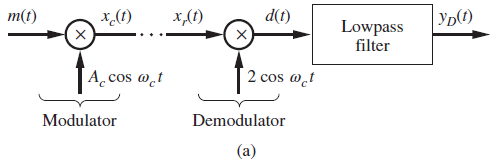 m(t)
x_c(t)
x_r(t)
d(t)
y_D(t)
×
. . .
×
Lowpass
filter
A_c cos ω_c t
2 cos ω_c t
Modulator
Demodulator
(a)